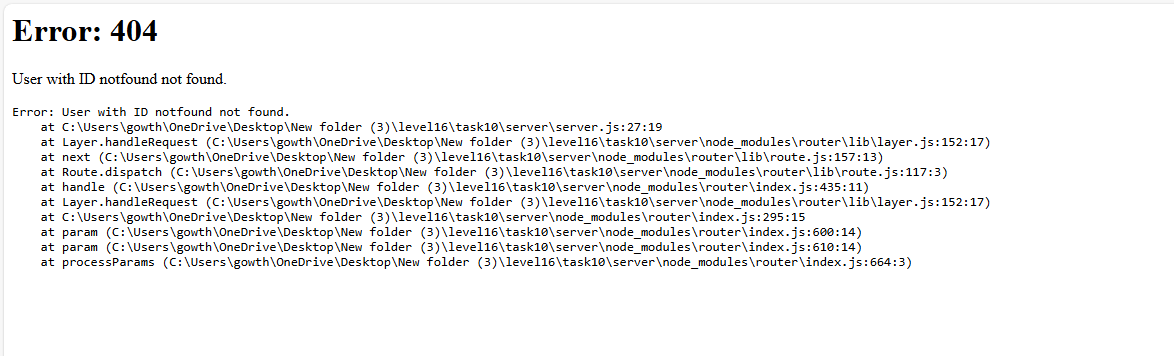 Error: 404
User with ID notfound not found.
Error: User with ID notfound not found.
    at C:\Users\gowth\OneDrive\Desktop\New folder (3)\level16\task10\server\server.js:27:19
    at Layer.handleRequest (C:\Users\gowth\OneDrive\Desktop\New folder (3)\level16\task10\server\node_modules\router\lib\layer.js:152:17)
    at next (C:\Users\gowth\OneDrive\Desktop\New folder (3)\level16\task10\server\node_modules\router\lib\route.js:157:13)
    at Route.dispatch (C:\Users\gowth\OneDrive\Desktop\New folder (3)\level16\task10\server\node_modules\router\lib\route.js:117:3)
    at handle (C:\Users\gowth\OneDrive\Desktop\New folder (3)\level16\task10\server\node_modules\router\index.js:435:11)
    at Layer.handleRequest (C:\Users\gowth\OneDrive\Desktop\New folder (3)\level16\task10\server\node_modules\router\lib\layer.js:152:17)
    at C:\Users\gowth\OneDrive\Desktop\New folder (3)\level16\task10\server\node_modules\router\index.js:295:15
    at param (C:\Users\gowth\OneDrive\Desktop\New folder (3)\level16\task10\server\node_modules\router\index.js:600:14)
    at param (C:\Users\gowth\OneDrive\Desktop\New folder (3)\level16\task10\server\node_modules\router\index.js:610:14)
    at processParams (C:\Users\gowth\OneDrive\Desktop\New folder (3)\level16\task10\server\node_modules\router\index.js:664:3)